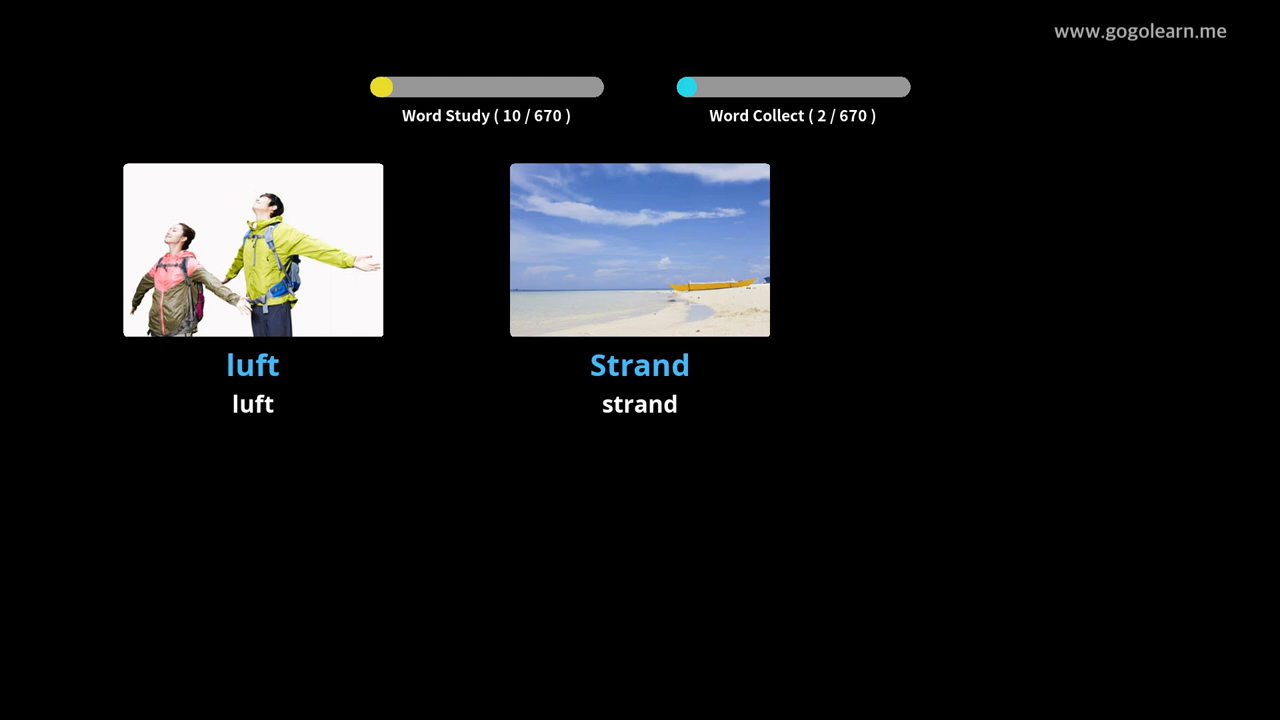 www.gogolearn.me
Word Study ( 10 / 670 )
Word Collect ( 2 / 670 )
luft
luft
Strand
strand